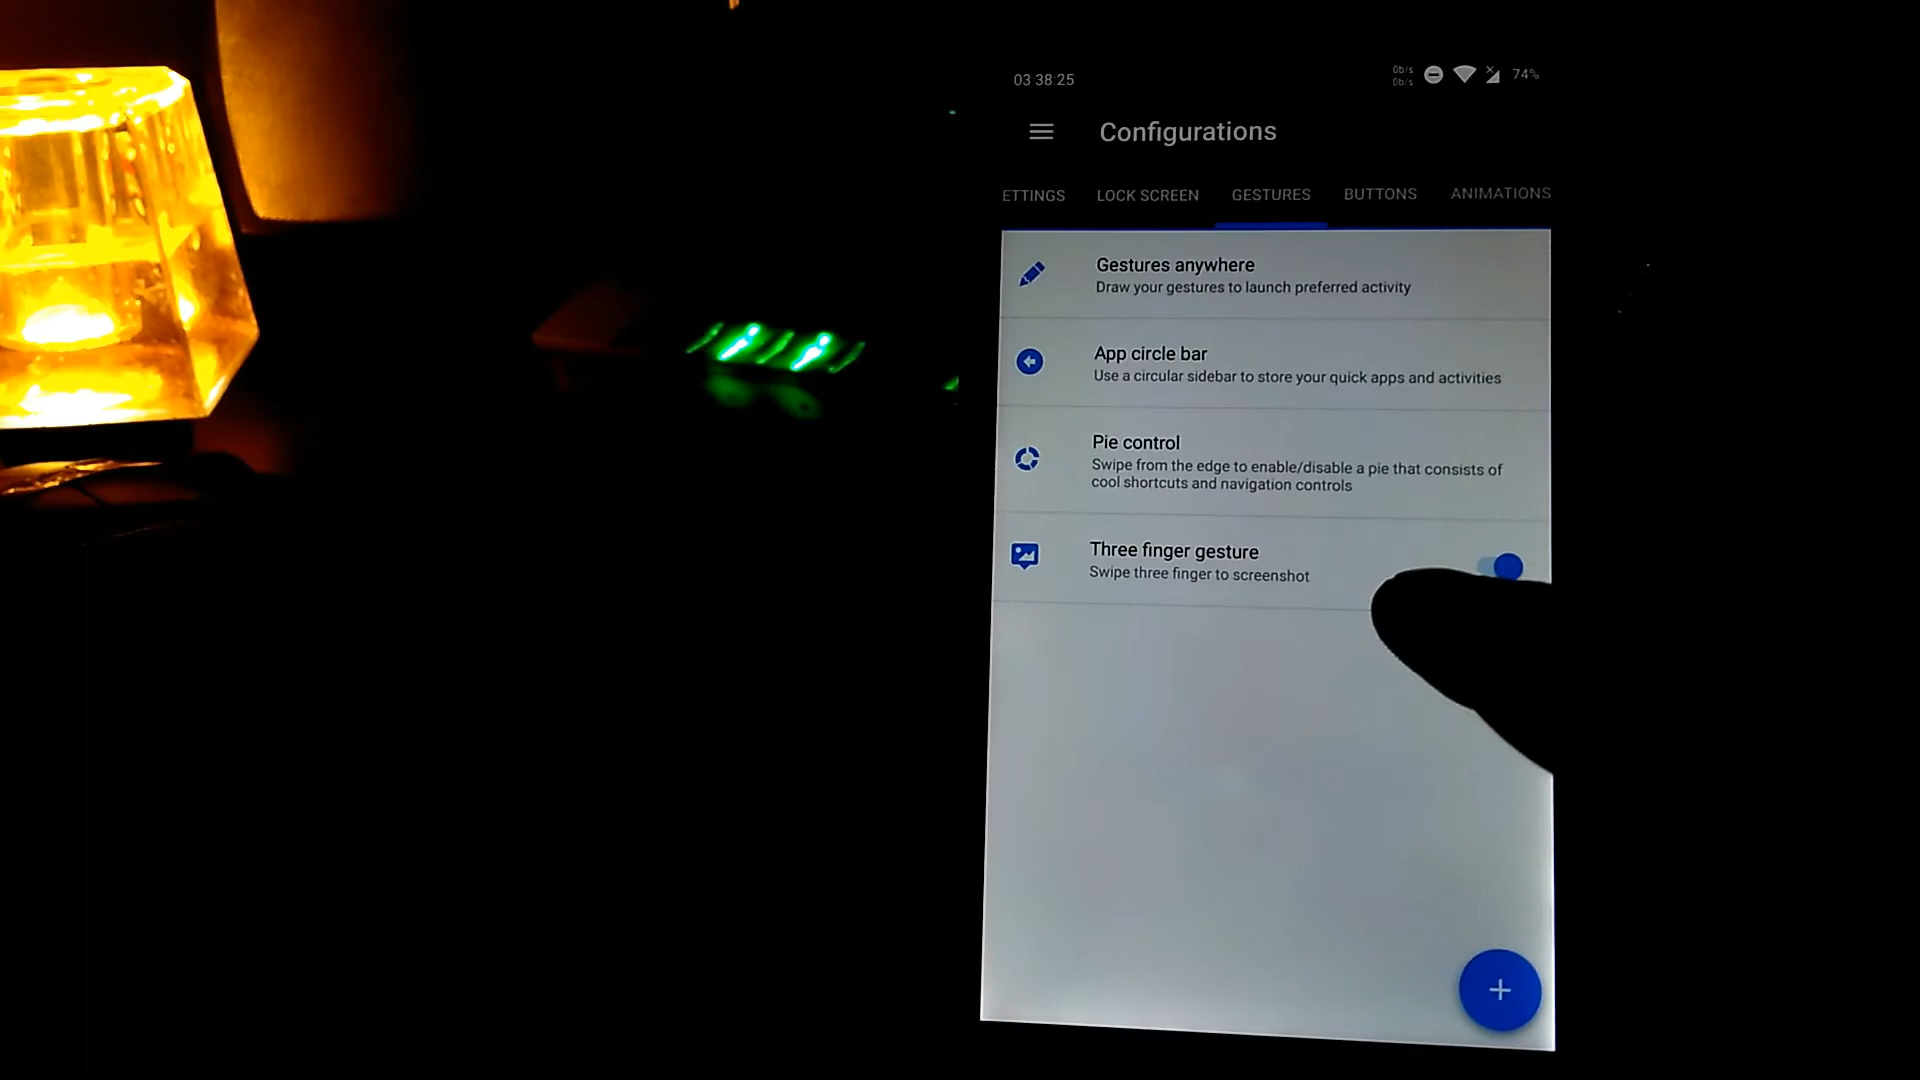 03 38:25
0b/s
0b/s
74%
Configurations
ETTINGS LOCK SCREEN GESTURES BUTTONS ANIMATIONS
Gestures anywhere
Draw your gestures to launch preferred activity
App circle bar
Use a circular sidebar to store your quick apps and activities
Pie control
Swipe from the edge to enable/disable a pie that consists of
cool shortcuts and navigation controls
Three finger gesture
Swipe three finger to screenshot